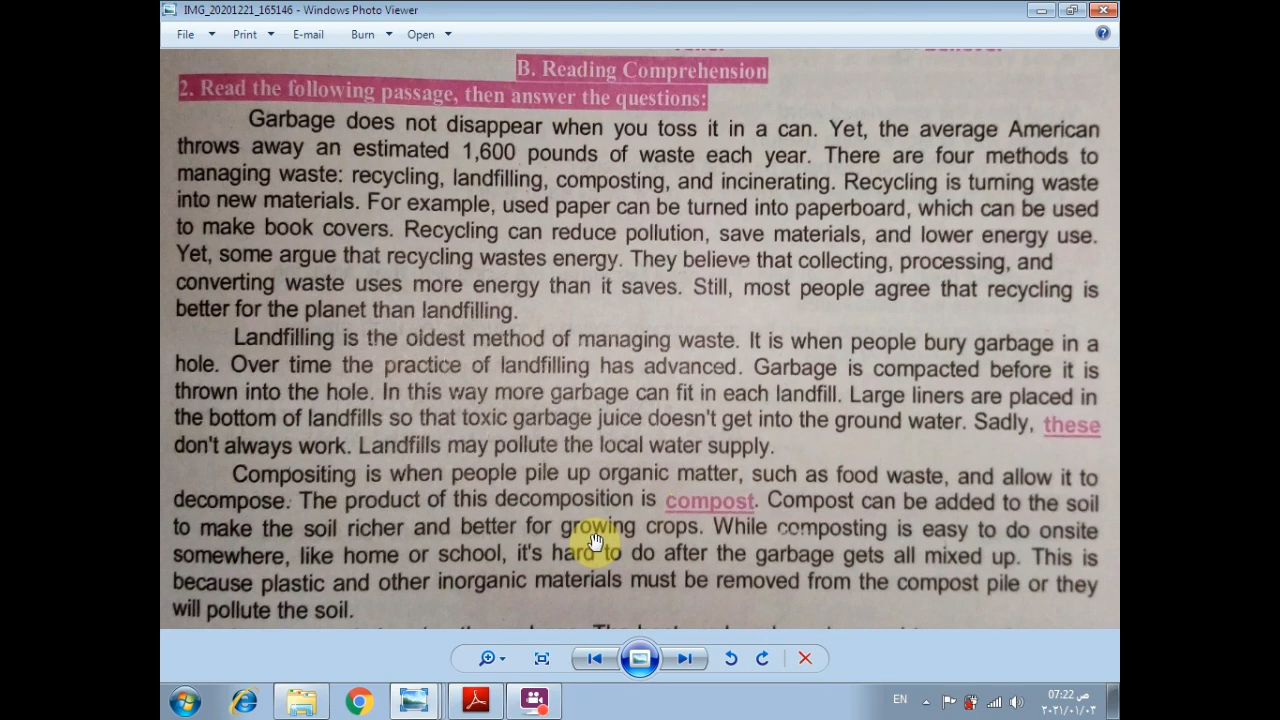 IMG_20201221_165146 - Windows Photo Viewer
File Print E-mail Burn Open
B. Reading Comprehension
2. Read the following passage, then answer the questions:
Garbage does not disappear when you toss it in a can. Yet, the average American
throws away an estimated 1,600 pounds of waste each year. There are four methods to
managing waste: recycling, landfilling, composting, and incinerating. Recycling is turning waste
into new materials. For example, used paper can be turned into paperboard, which can be used
to make book covers. Recycling can reduce pollution, save materials, and lower energy use.
Yet, some argue that recycling wastes energy. They believe that collecting, processing, and
converting waste uses more energy than it saves. Still, most people agree that recycling is
better for the planet than landfilling.
Landfilling is the oldest method of managing waste. It is when people bury garbage in a
hole. Over time the practice of landfilling has advanced. Garbage is compacted before it is
thrown into the hole. In this way more garbage can fit in each landfill. Large liners are placed in
the bottom of landfills so that toxic garbage juice doesn't get into the ground water. Sadly, these
don't always work. Landfills may pollute the local water supply.
Compositing is when people pile up organic matter, such as food waste, and allow it to
decompose. The product of this decomposition is compost. Compost can be added to the soil
to make the soil richer and better for growing crops. While composting is easy to do onsite
somewhere, like home or school, it's hard to do after the garbage gets all mixed up. This is
because plastic and other inorganic materials must be removed from the compost pile or they
will pollute the soil.
EN
07:22 ص
٢٠٢١/٠١/٠٣